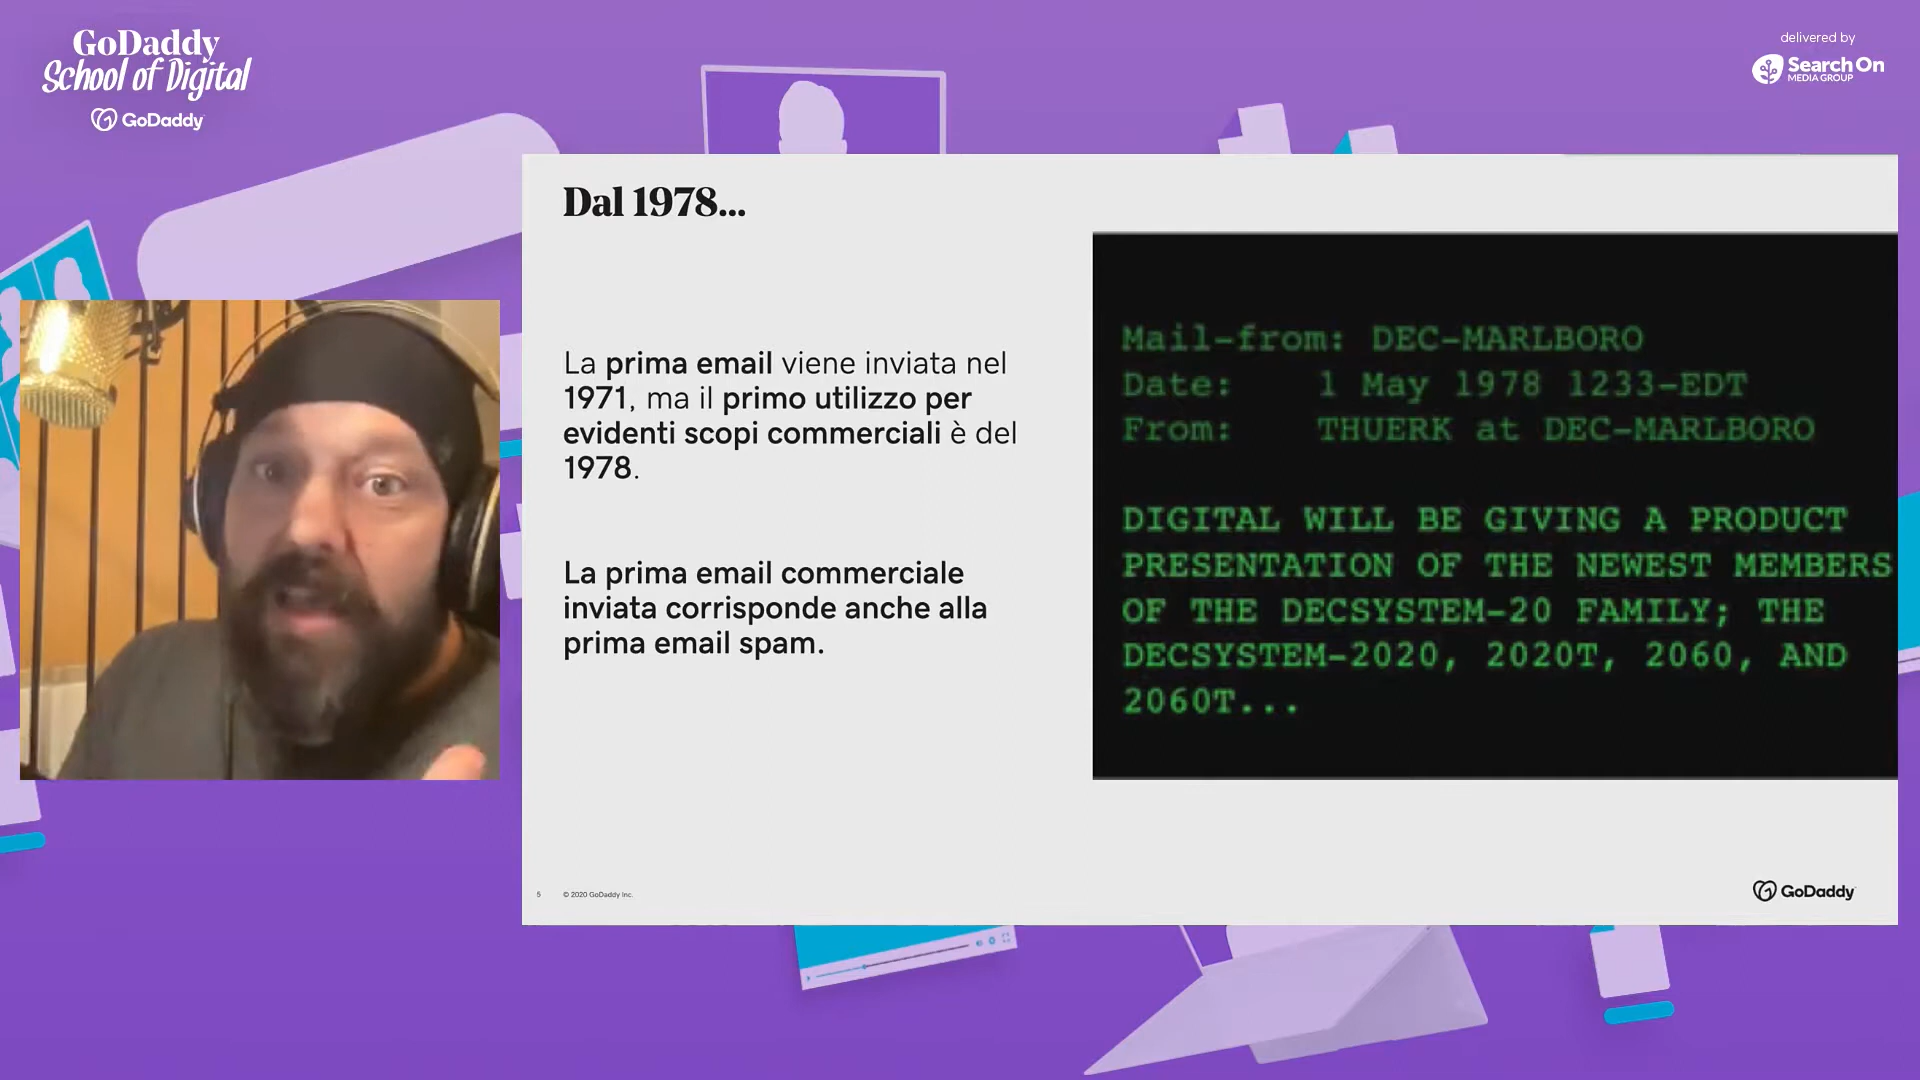 GoDaddy
School of Digital
GoDaddy
delivered by
Search On
MEDIA GROUP
Dal 1978...
La prima email viene inviata nel
1971, ma il primo utilizzo per
evidenti scopi commerciali è del
1978.
La prima email commerciale
inviata corrisponde anche alla
prima email spam.
Mail-from: DEC-MARLBORO
Date: 1 May 1978 1233-EDT
From: THUERK at DEC-MARLBORO
DIGITAL WILL BE GIVING A PRODUCT
PRESENTATION OF THE NEWEST MEMBERS
OF THE DECSYSTEM-20 FAMILY; THE
DECSYSTEM-2020, 2020T, 2060, AND
2060T...
5 © 2020 GoDaddy Inc.
GoDaddy